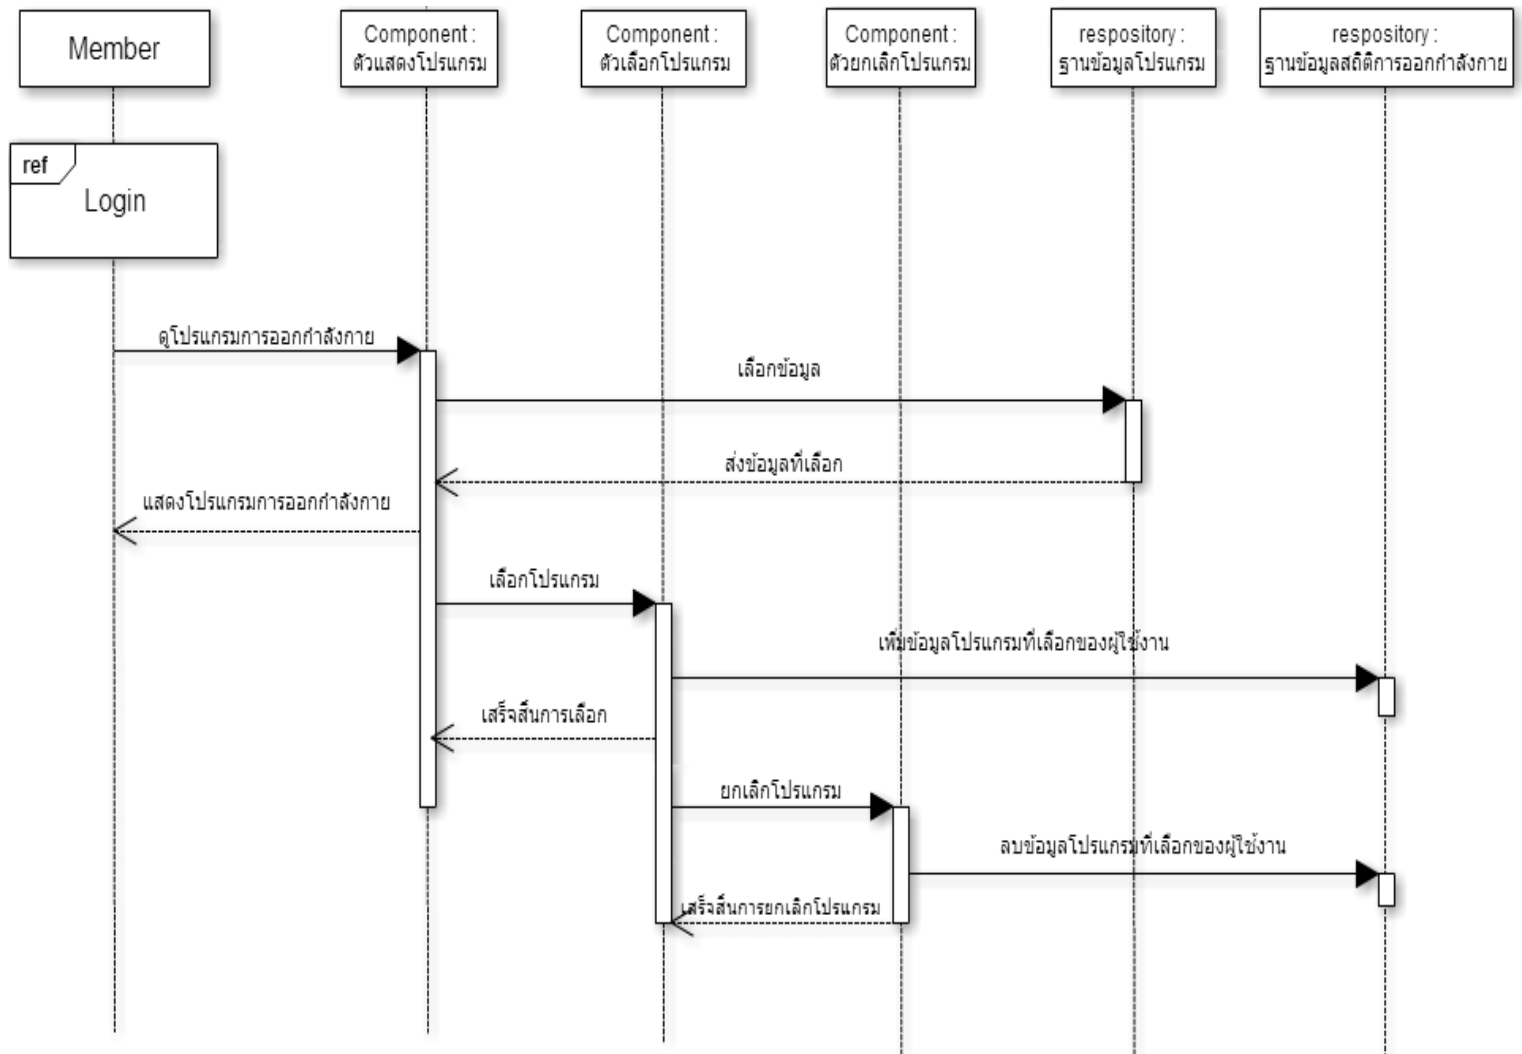 Member
Component :
ตัวแสดงโปรแกรม
Component :
ตัวเลือกโปรแกรม
Component :
ตัวยกเลิกโปรแกรม
respository :
ฐานข้อมูลโปรแกรม
respository :
ฐานข้อมูลสถิติการออกกำลังกาย
ref
Login
ดูโปรแกรมการออกกำลังกาย
เลือกข้อมูล
ส่งข้อมูลที่เลือก
แสดงโปรแกรมการออกกำลังกาย
เลือกโปรแกรม
เพิ่มข้อมูลโปรแกรมที่เลือกของผู้ใช้งาน
เสร็จสิ้นการเลือก
ยกเลิกโปรแกรม
ลบข้อมูลโปรแกรมที่เลือกของผู้ใช้งาน
เสร็จสิ้นการยกเลิกโปรแกรม